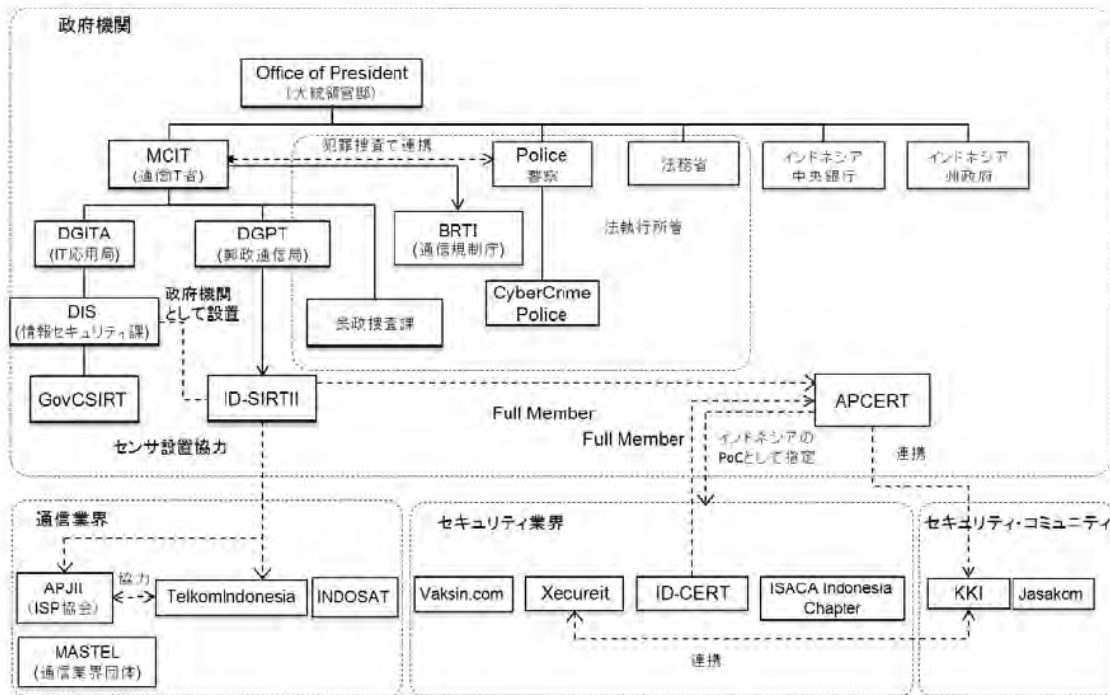 政府機関
Office of President
(大統領官邸)
MCIT
(通信IT省)
犯罪捜査で連携
Police
警察
法務省
インドネシア
中央銀行
インドネシア
州政府
DGITA
(IT応用局)
DGPT
(郵政通信局)
BRTI
(通信規制庁)
法執行所管
DIS
(情報セキュリティ課)
政府機関
として設置
民政捜査課
CyberCrime
Police
GovCSIRT
ID-SIRTII
APCERT
Full Member
Full Member
センサ設置協力
インドネシアの
PoCとして指定
連携
通信業界
セキュリティ業界
セキュリティ・コミュニティ
APJII
(ISP協会)
協力
TelkomIndonesia
INDOSAT
Vaksin.com
Xecureit
ID-CERT
ISACA Indonesia
Chapter
KKI
Jasakom
MASTEL
(通信業界団体)
連携